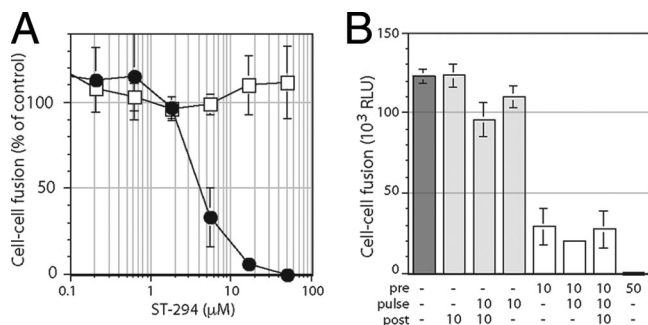 A
Cell-cell fusion (% of control)
100
50
0
0.1 1 10 100
ST-294 (μM)
B
Cell-cell fusion (10³ RLU)
150
100
50
0
pre - - - - 10 10 10 50
pulse - - 10 10 - 10 10 -
post - 10 10 - - - 10 -